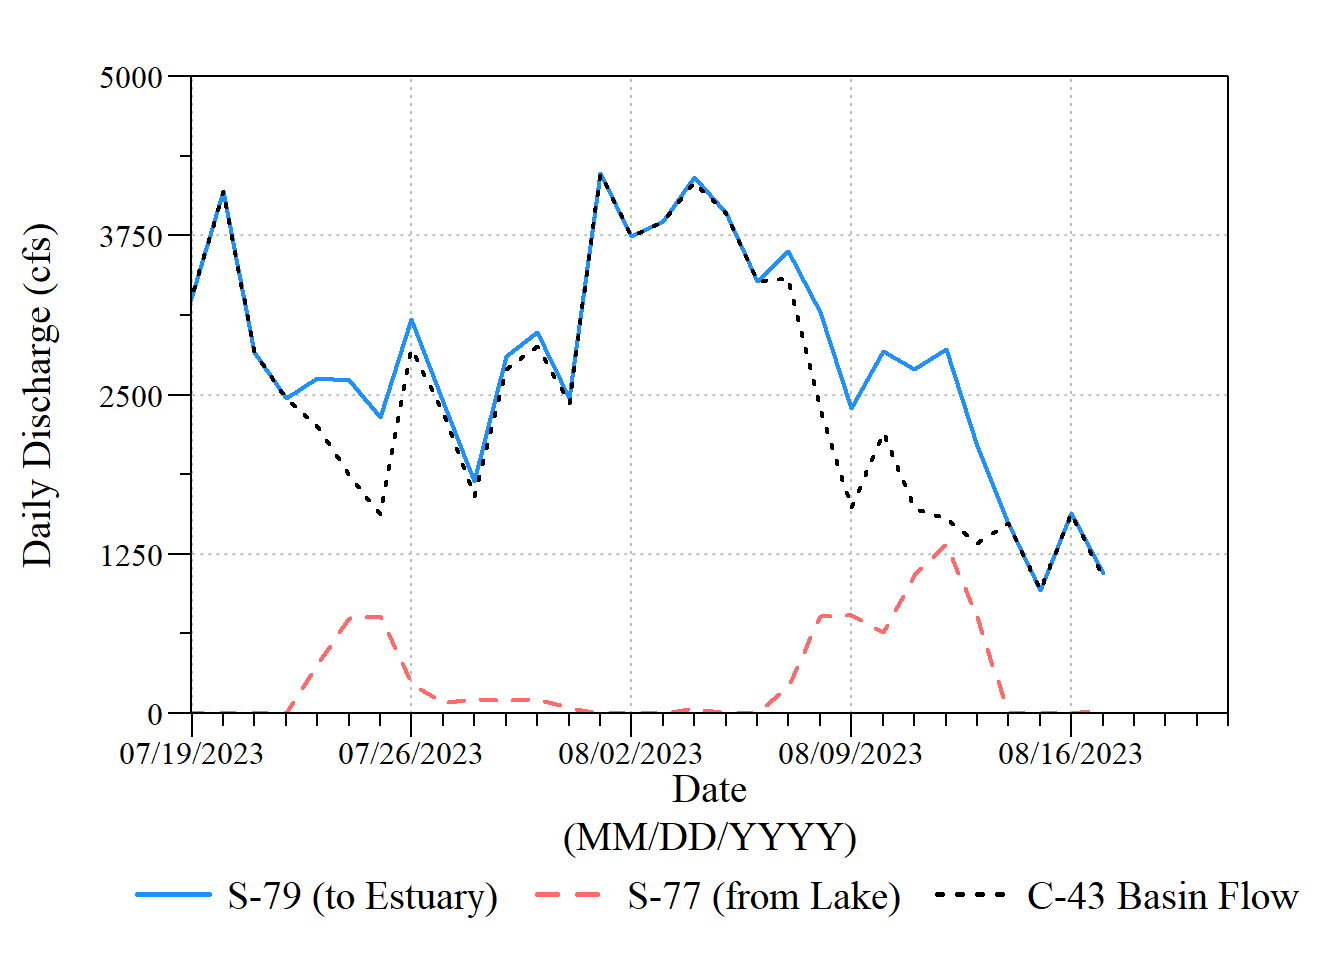 5000
3750
2500
1250
0
Daily Discharge (cfs)
07/19/2023 07/26/2023 08/02/2023 08/09/2023 08/16/2023
Date
(MM/DD/YYYY)
S-79 (to Estuary) S-77 (from Lake) C-43 Basin Flow